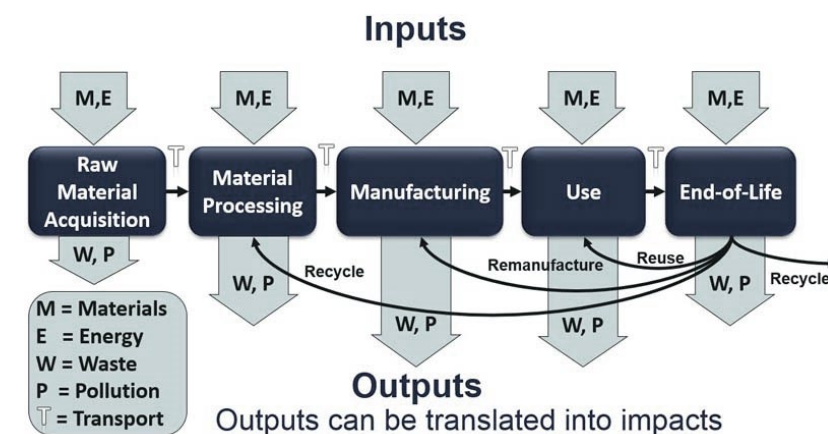 Inputs
M,E
M,E
M,E
M,E
M,E
T
T
T
T
Raw
Material
Acquisition
Material
Processing
Manufacturing
Use
End-of-Life
W, P
W, P
W, P
W, P
W, P
Recycle
Remanufacture
Reuse
Recycle
M = Materials
E = Energy
W = Waste
P = Pollution
T = Transport
Outputs
Outputs can be translated into impacts